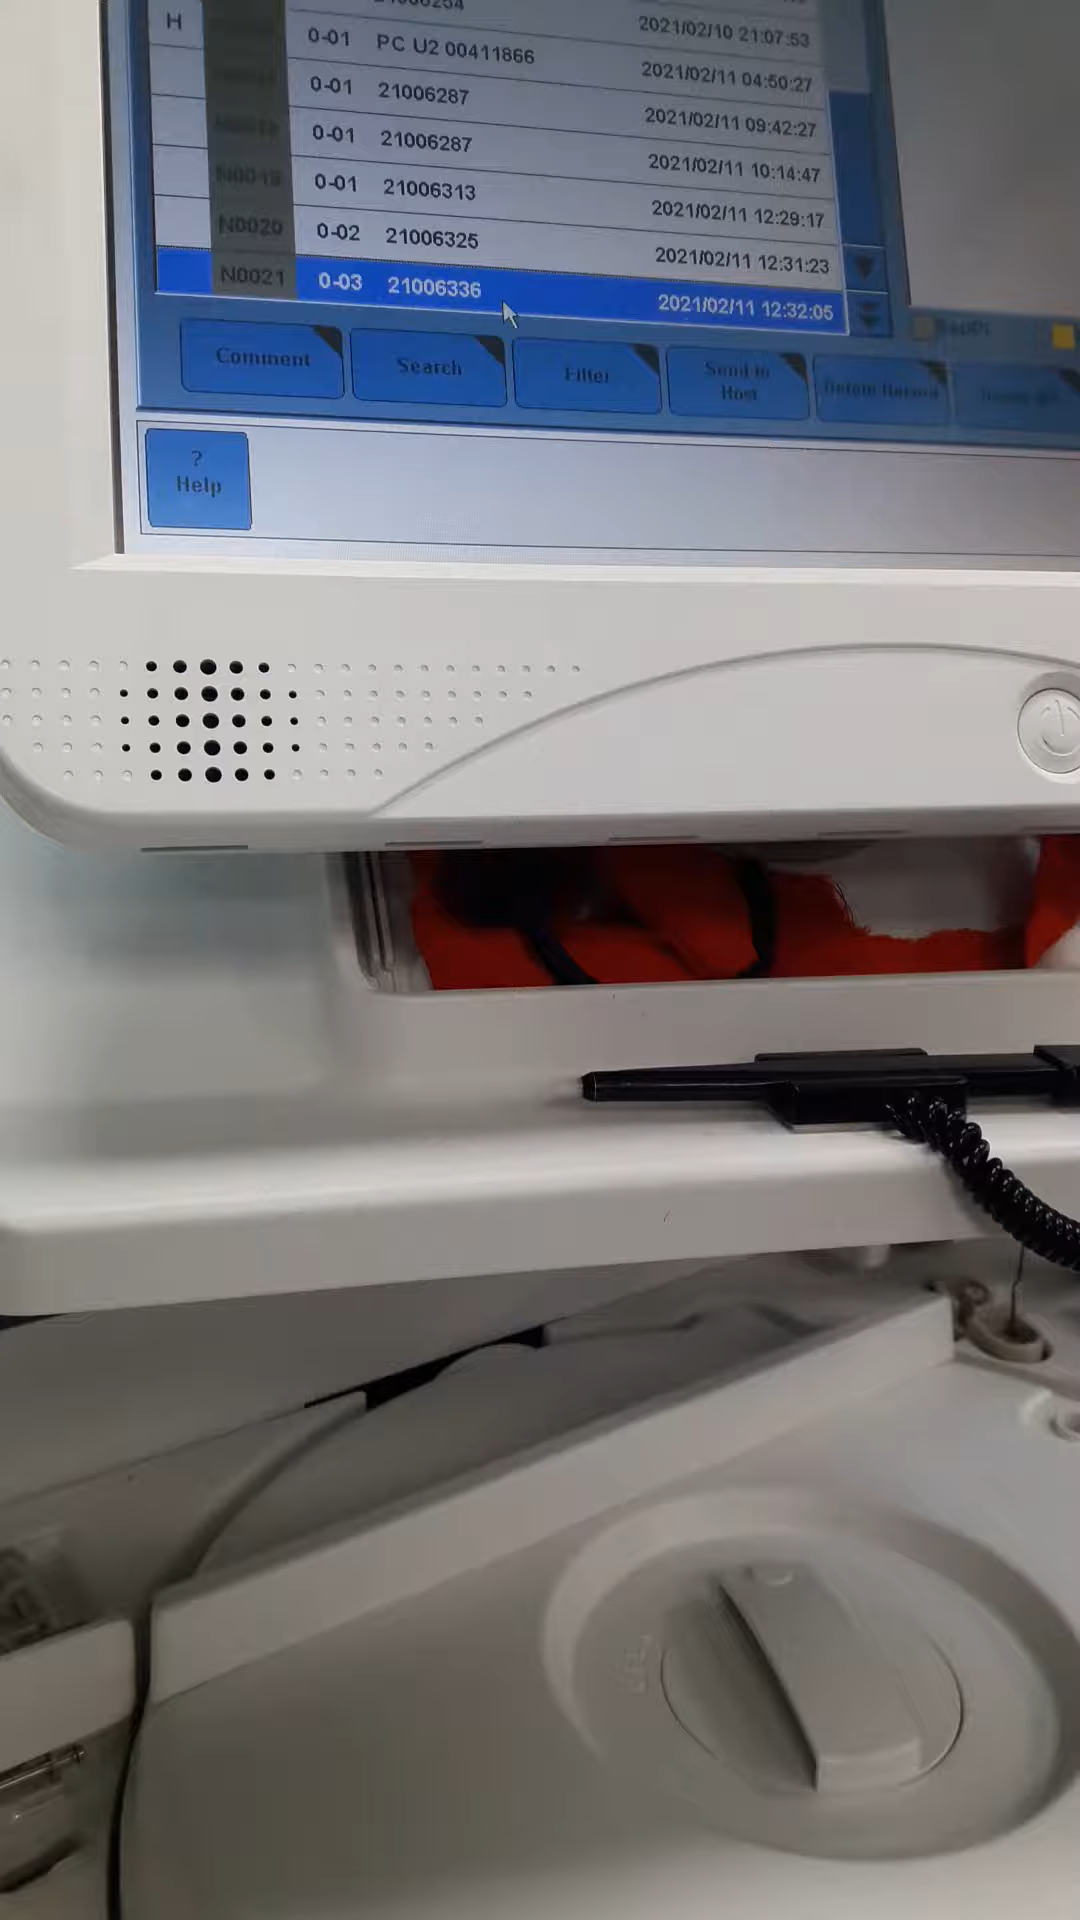 2021/02/10 21:07:53
H
0-01 PC U2 00411866 2021/02/11 04:50:27
0-01 21006287 2021/02/11 09:42:27
0-01 21006287 2021/02/11 10:14:47
N0019 0-01 21006313 2021/02/11 12:29:17
N0020 0-02 21006325 2021/02/11 12:31:23
N0021 0-03 21006336 2021/02/11 12:32:05
Comment Search Filter Send to Host Delete Record
? Help